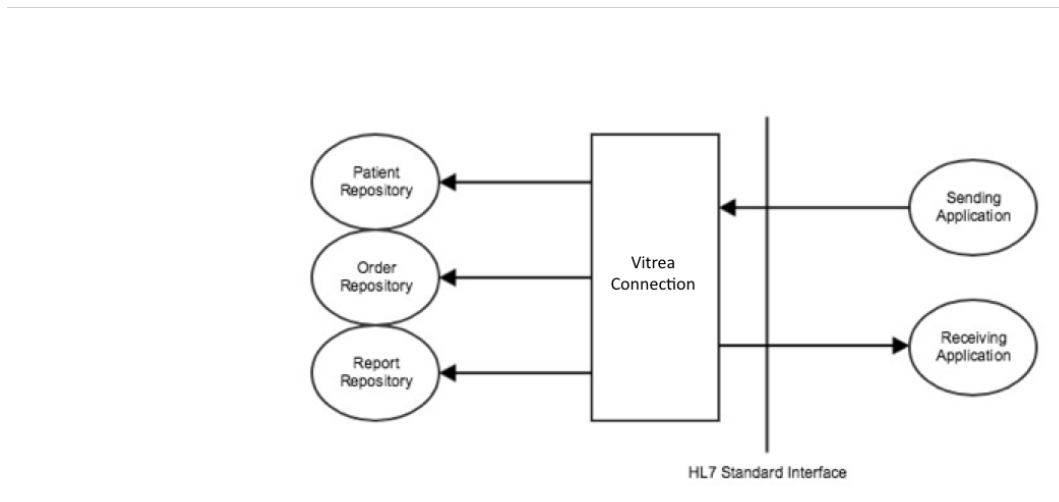 Patient
Repository
Order
Repository
Report
Repository
Vitrea
Connection
Sending
Application
Receiving
Application
HL7 Standard Interface